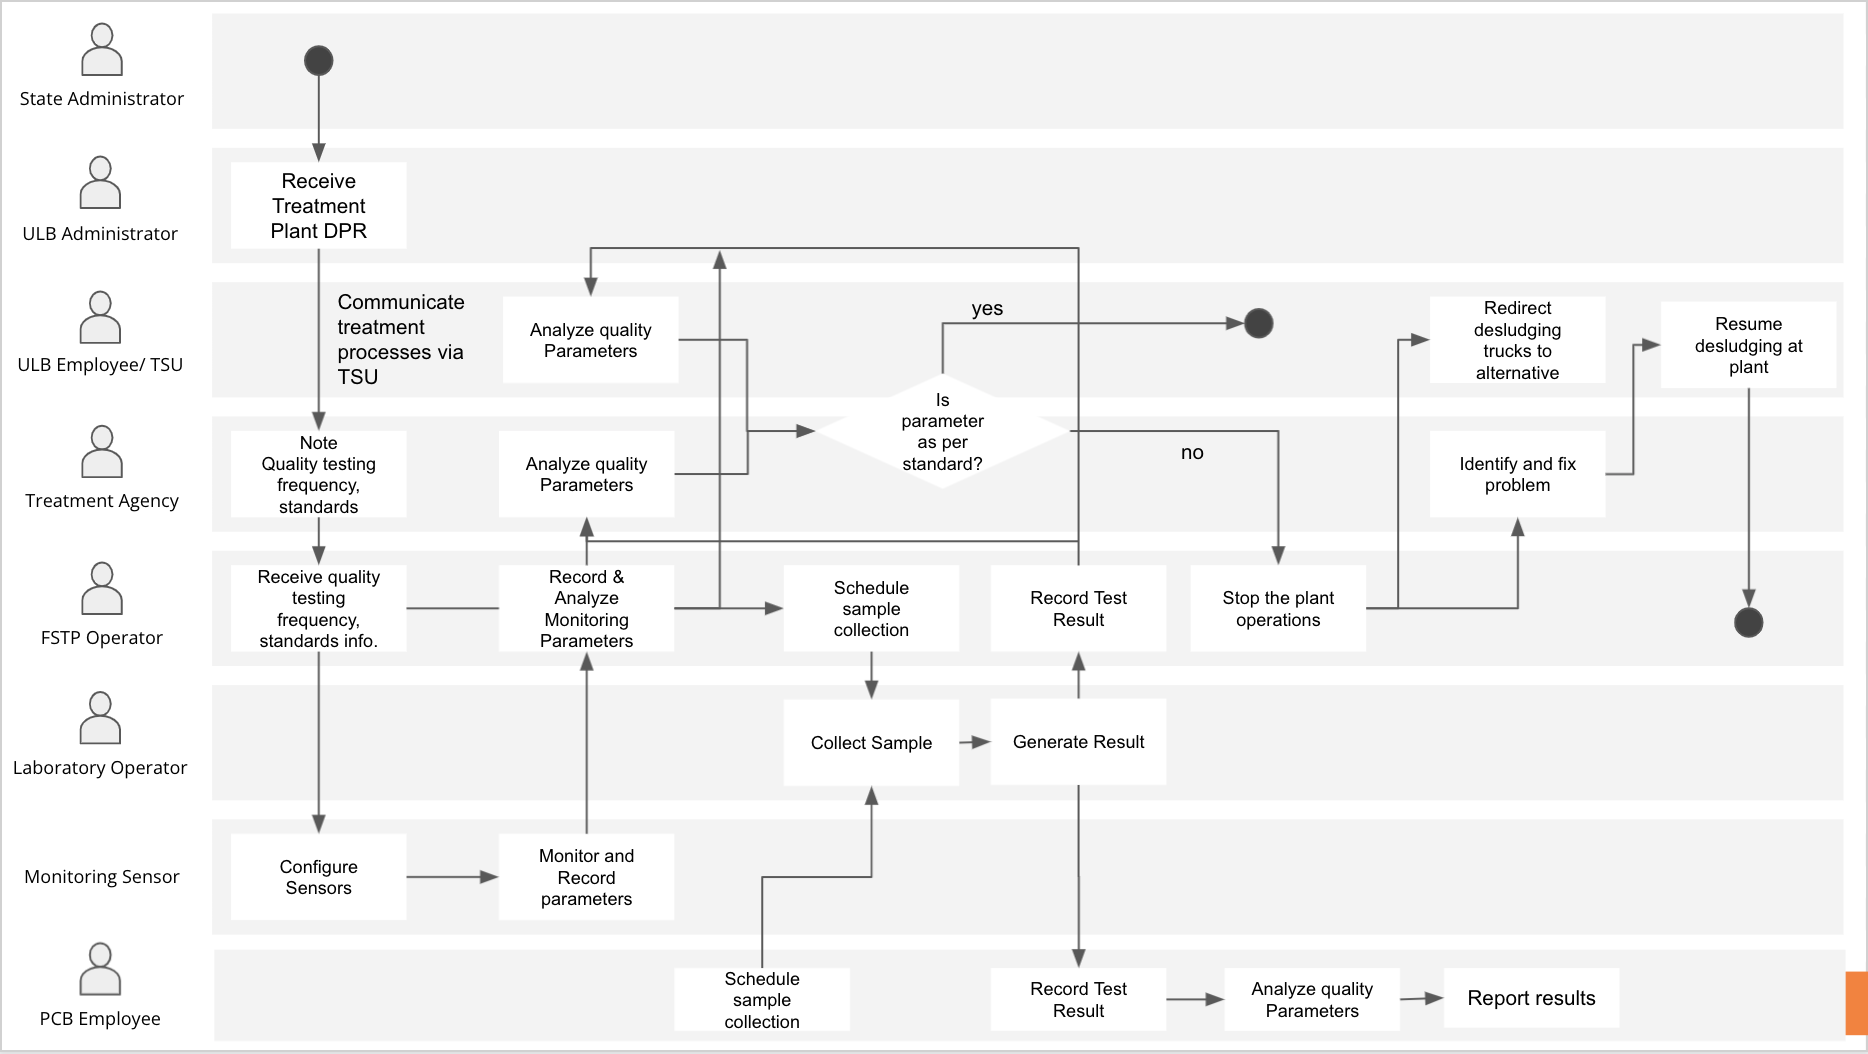 State Administrator
ULB Administrator
Receive
Treatment
Plant DPR
ULB Employee/ TSU
Communicate
treatment
processes via
TSU
Analyze quality
Parameters
yes
Redirect
desludging
trucks to
alternative
Resume
desludging at
plant
Treatment Agency
Note
Quality testing
frequency,
standards
Analyze quality
Parameters
Is
parameter
as per
standard?
no
Identify and fix
problem
FSTP Operator
Receive quality
testing
frequency,
standards info.
Record &
Analyze
Monitoring
Parameters
Schedule
sample
collection
Record Test
Result
Stop the plant
operations
Laboratory Operator
Collect Sample
Generate Result
Monitoring Sensor
Configure
Sensors
Monitor and
Record
parameters
PCB Employee
Schedule
sample
collection
Record Test
Result
Analyze quality
Parameters
Report results